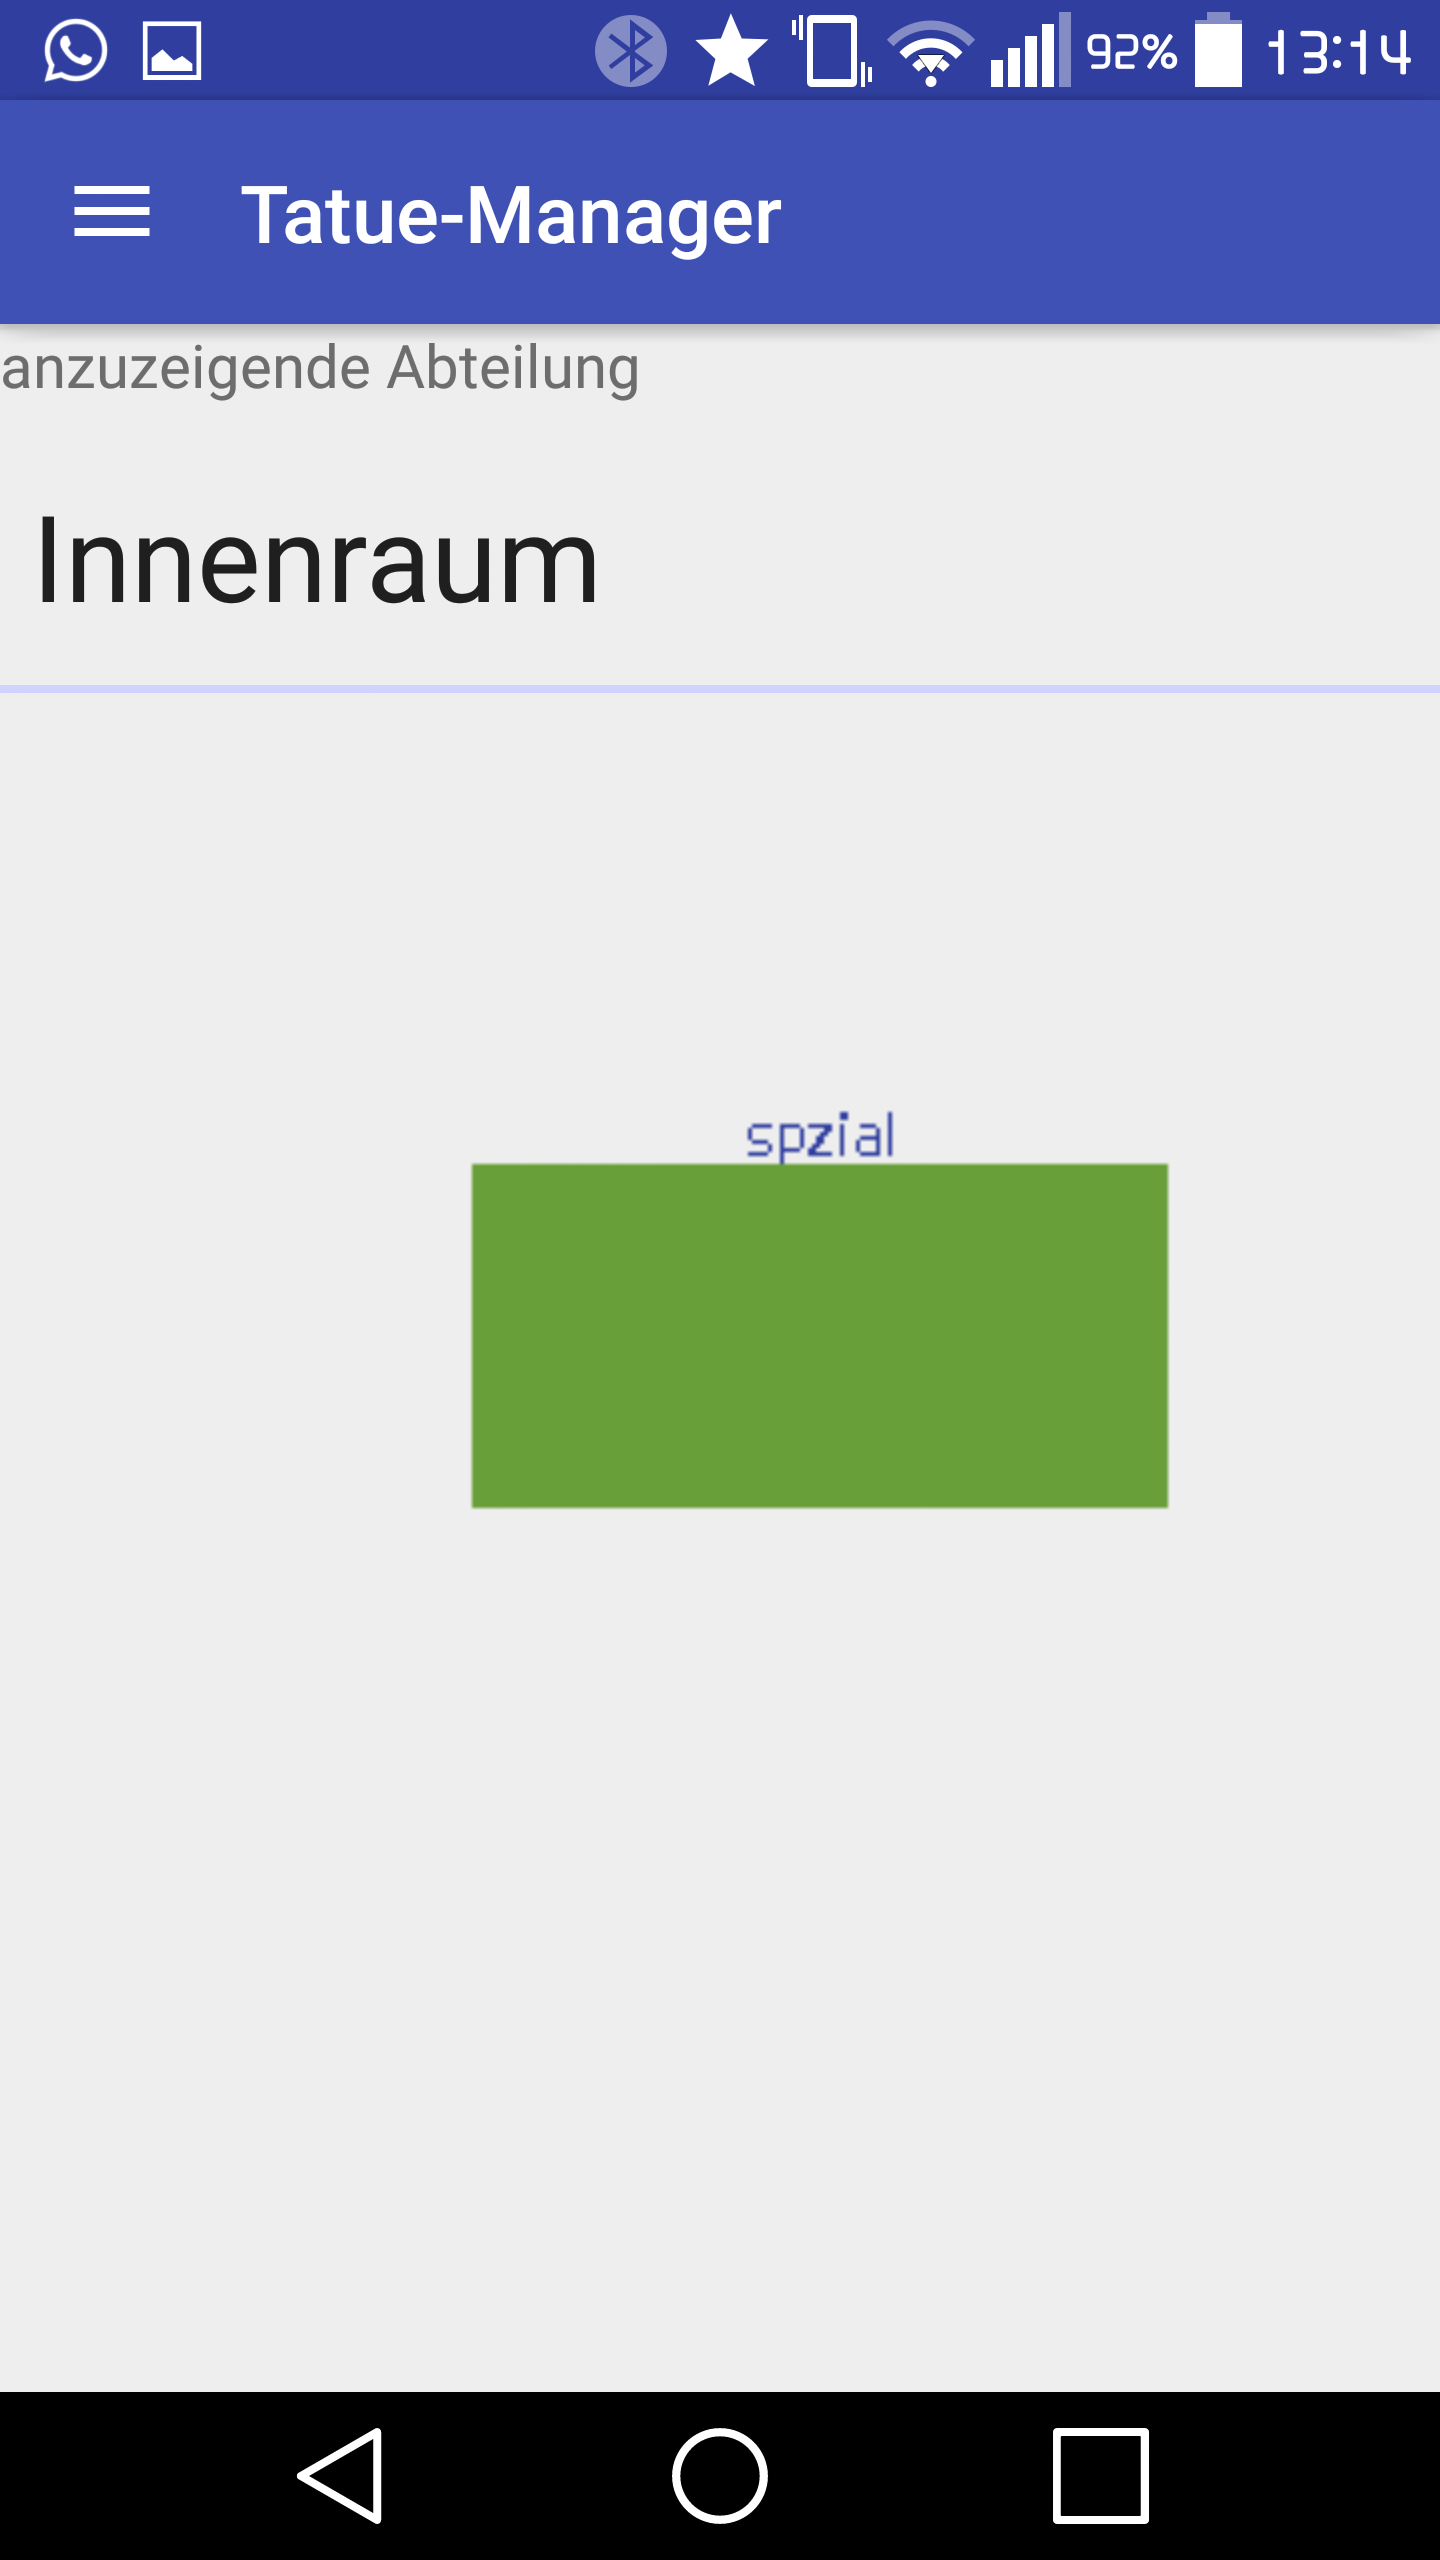 92% 13:14
Tatue-Manager
anzuzeigende Abteilung
Innenraum
spzial